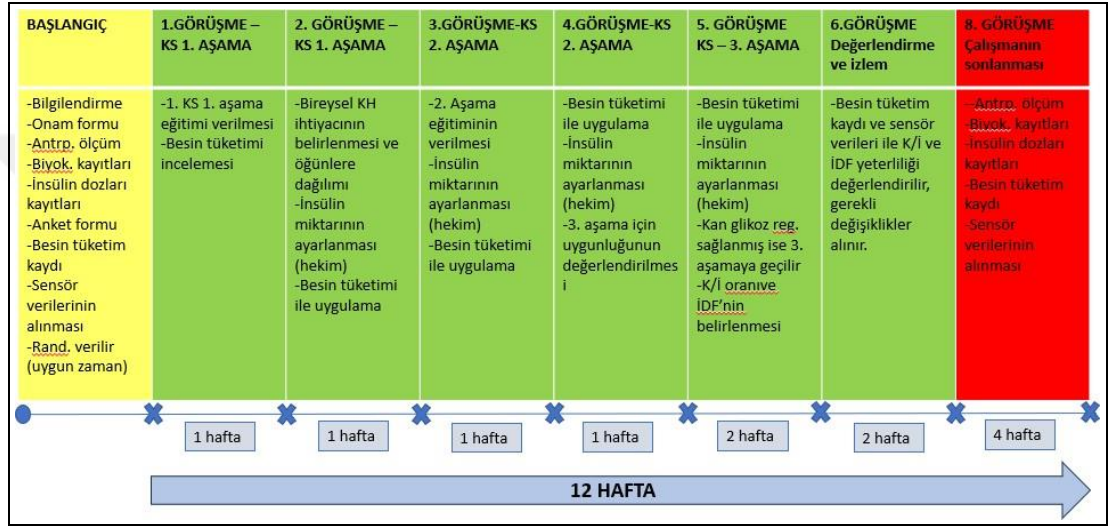 BAŞLANGIÇ
1.GÖRÜŞME –
KS 1. AŞAMA
2. GÖRÜŞME –
KS 1. AŞAMA
3.GÖRÜŞME-KS
2. AŞAMA
4.GÖRÜŞME-KS
2. AŞAMA
5. GÖRÜŞME
KS – 3. AŞAMA
6.GÖRÜŞME
Değerlendirme
ve izlem
8. GÖRÜŞME
Çalışmanın
sonlanması
-Bilgilendirme
-Onam formu
-Antrp. ölçüm
-Biyok. kayıtları
-İnsülin dozları
kayıtları
-Anket formu
-Besin tüketim
kaydı
-Sensör
verilerinin
alınması
-Rand. verilir
(uygun zaman)
-1. KS 1. aşama
eğitimi verilmesi
-Besin tüketimi
incelemesi
-Bireysel KH
ihtiyacının
belirlenmesi ve
öğünlere
dağılımı
-İnsülin
miktarının
ayarlanması
(hekim)
-Besin tüketimi
ile uygulama
-2. Aşama
eğitiminin
verilmesi
-İnsülin
miktarının
ayarlanması
(hekim)
-Besin tüketimi
ile uygulama
-Besin tüketimi
ile uygulama
-İnsülin
miktarının
ayarlanması
(hekim)
-3. aşama için
uygunluğunun
değerlendirilmes
i
-Besin tüketimi
ile uygulama
-İnsülin
miktarının
ayarlanması
(hekim)
-Kan glikoz reg.
sağlanmış ise 3.
aşamaya geçilir
-K/İ oranıve
İDF’nin
belirlenmesi
-Besin tüketim
kaydı ve sensör
verileri ile K/İ ve
İDF yeterliliği
değerlendirilir,
gerekli
değişiklikler
alınır.
--Antrp. ölçüm
-Biyok. kayıtları
-İnsülin dozları
kayıtları
-Besin tüketim
kaydı
-Sensör
verilerinin
alınması
1 hafta
1 hafta
1 hafta
1 hafta
2 hafta
2 hafta
4 hafta
12 HAFTA